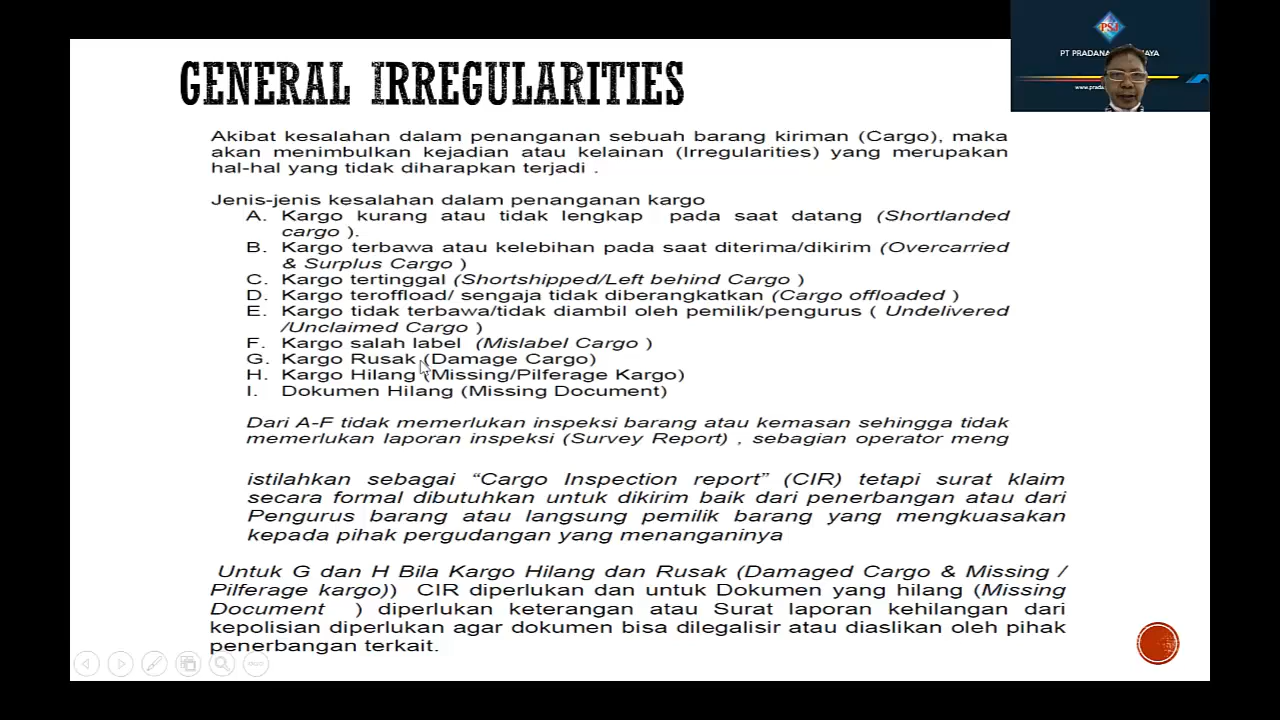 PSJ
PT PRADANA JAYA
www.prada
GENERAL IRREGULARITIES
Akibat kesalahan dalam penanganan sebuah barang kiriman (Cargo), maka
akan menimbulkan kejadian atau kelainan (Irregularities) yang merupakan
hal-hal yang tidak diharapkan terjadi .
Jenis-jenis kesalahan dalam penanganan kargo
A. Kargo kurang atau tidak lengkap pada saat datang (Shortlanded
cargo ).
B. Kargo terbawa atau kelebihan pada saat diterima/dikirim (Overcarried
& Surplus Cargo )
C. Kargo tertinggal (Shortshipped/Left behind Cargo )
D. Kargo teroffload/ sengaja tidak diberangkatkan (Cargo offloaded )
E. Kargo tidak terbawa/tidak diambil oleh pemilik/pengurus ( Undelivered
/Unclaimed Cargo )
F. Kargo salah label (Mislabel Cargo )
G. Kargo Rusak (Damage Cargo)
H. Kargo Hilang (Missing/Pilferage Kargo)
I. Dokumen Hilang (Missing Document)
Dari A-F tidak memerlukan inspeksi barang atau kemasan sehingga tidak
memerlukan laporan inspeksi (Survey Report) , sebagian operator meng
istilahkan sebagai “Cargo Inspection report” (CIR) tetapi surat klaim
secara formal dibutuhkan untuk dikirim baik dari penerbangan atau dari
Pengurus barang atau langsung pemilik barang yang mengkuasakan
kepada pihak pergudangan yang menanganinya
Untuk G dan H Bila Kargo Hilang dan Rusak (Damaged Cargo & Missing /
Pilferage kargo)) CIR diperlukan dan untuk Dokumen yang hilang (Missing
Document ) diperlukan keterangan atau Surat laporan kehilangan dari
kepolisian diperlukan agar dokumen bisa dilegalisir atau diaslikan oleh pihak
penerbangan terkait.